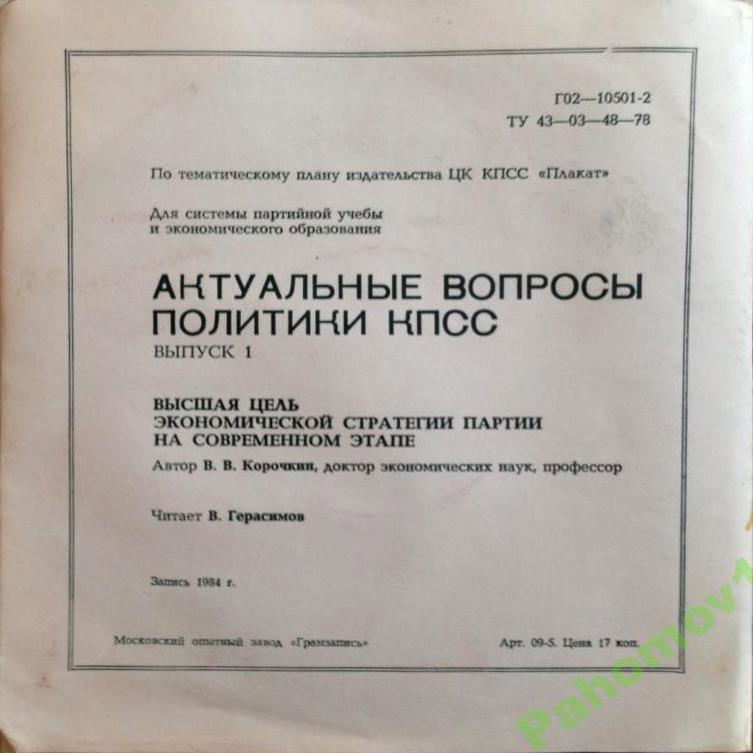 Г02—10501-2
ТУ 43—03—48—78
По тематическому плану издательства ЦК КПСС «Плакат»
Для системы партийной учебы
и экономического образования
АКТУАЛЬНЫЕ ВОПРОСЫ
ПОЛИТИКИ КПСС
ВЫПУСК 1
ВЫСШАЯ ЦЕЛЬ
ЭКОНОМИЧЕСКОЙ СТРАТЕГИИ ПАРТИИ
НА СОВРЕМЕННОМ ЭТАПЕ
Автор В. В. Корочкин, доктор экономических наук, профессор
Читает В. Герасимов
Запись 1984 г.
Московский опытный завод «Грамзапись»
Арт. 09-5. Цена 17 коп.
Pahomov1